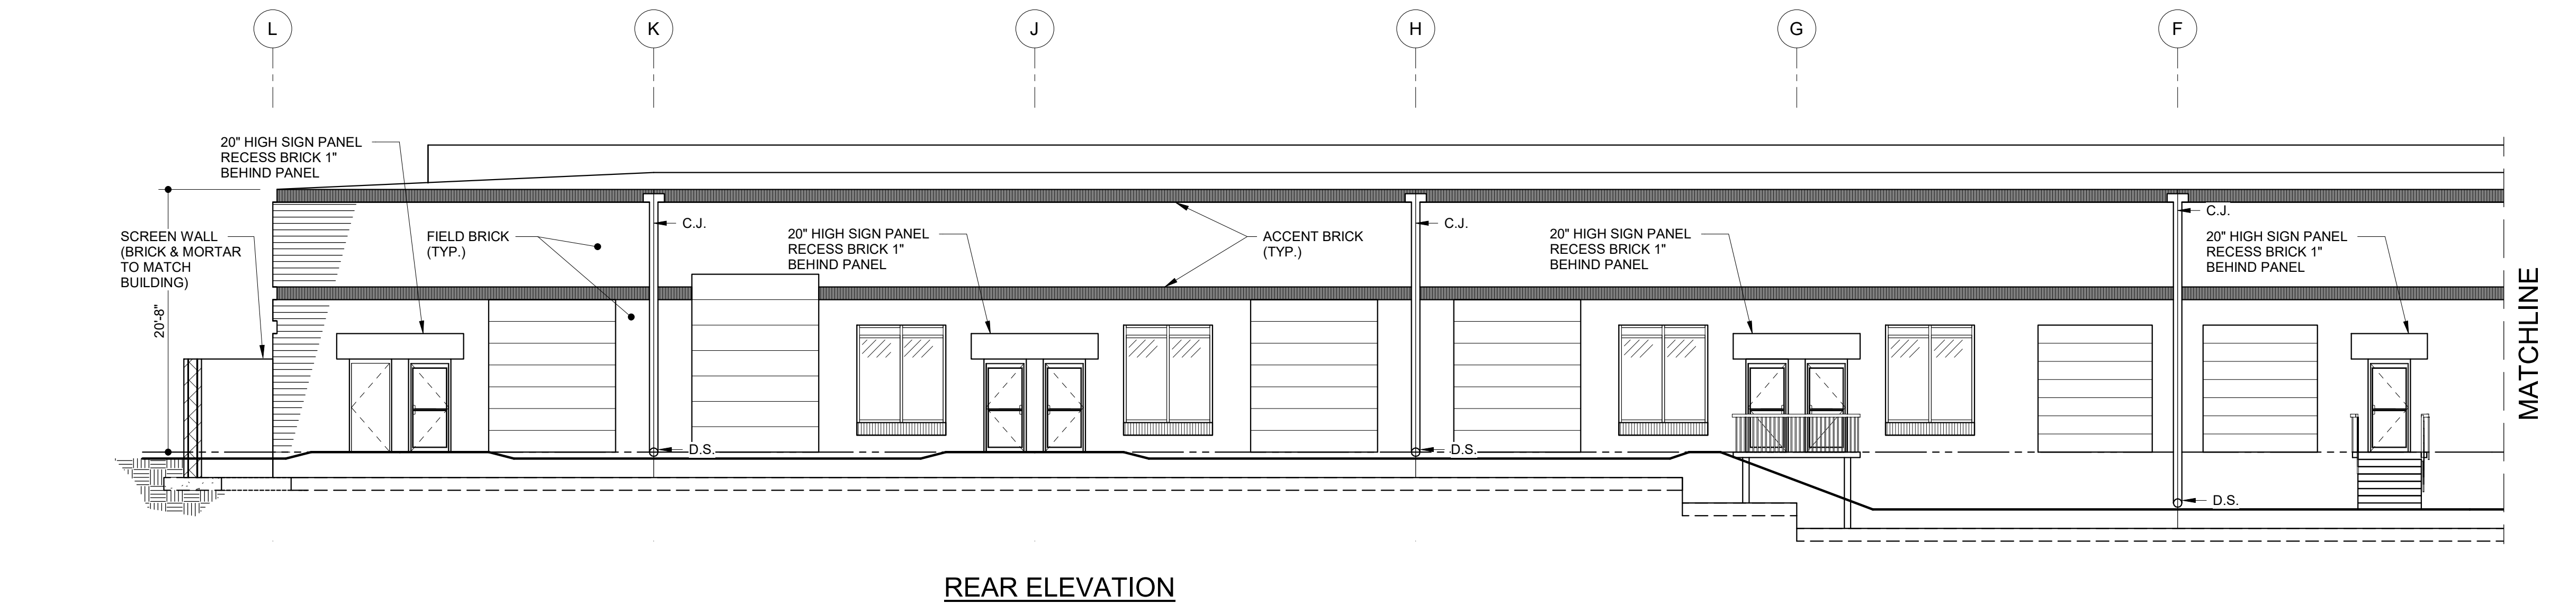 L
K
J
H
G
F
20" HIGH SIGN PANEL
RECESS BRICK 1"
BEHIND PANEL
SCREEN WALL
(BRICK & MORTAR
TO MATCH
BUILDING)
20'-8"
FIELD BRICK
(TYP.)
C.J.
20" HIGH SIGN PANEL
RECESS BRICK 1"
BEHIND PANEL
ACCENT BRICK
(TYP.)
C.J.
20" HIGH SIGN PANEL
RECESS BRICK 1"
BEHIND PANEL
C.J.
20" HIGH SIGN PANEL
RECESS BRICK 1"
BEHIND PANEL
MATCHLINE
D.S.
D.S.
D.S.
REAR ELEVATION